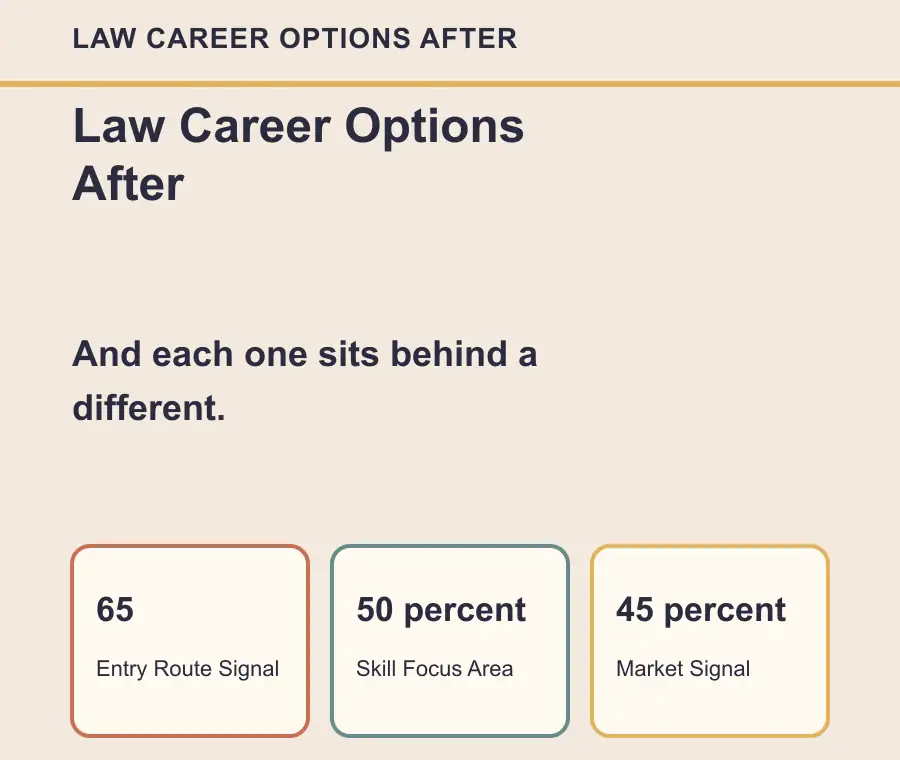 LAW CAREER OPTIONS AFTER
Law Career Options
After
And each one sits behind a
different.
65
Entry Route Signal
50 percent
Skill Focus Area
45 percent
Market Signal